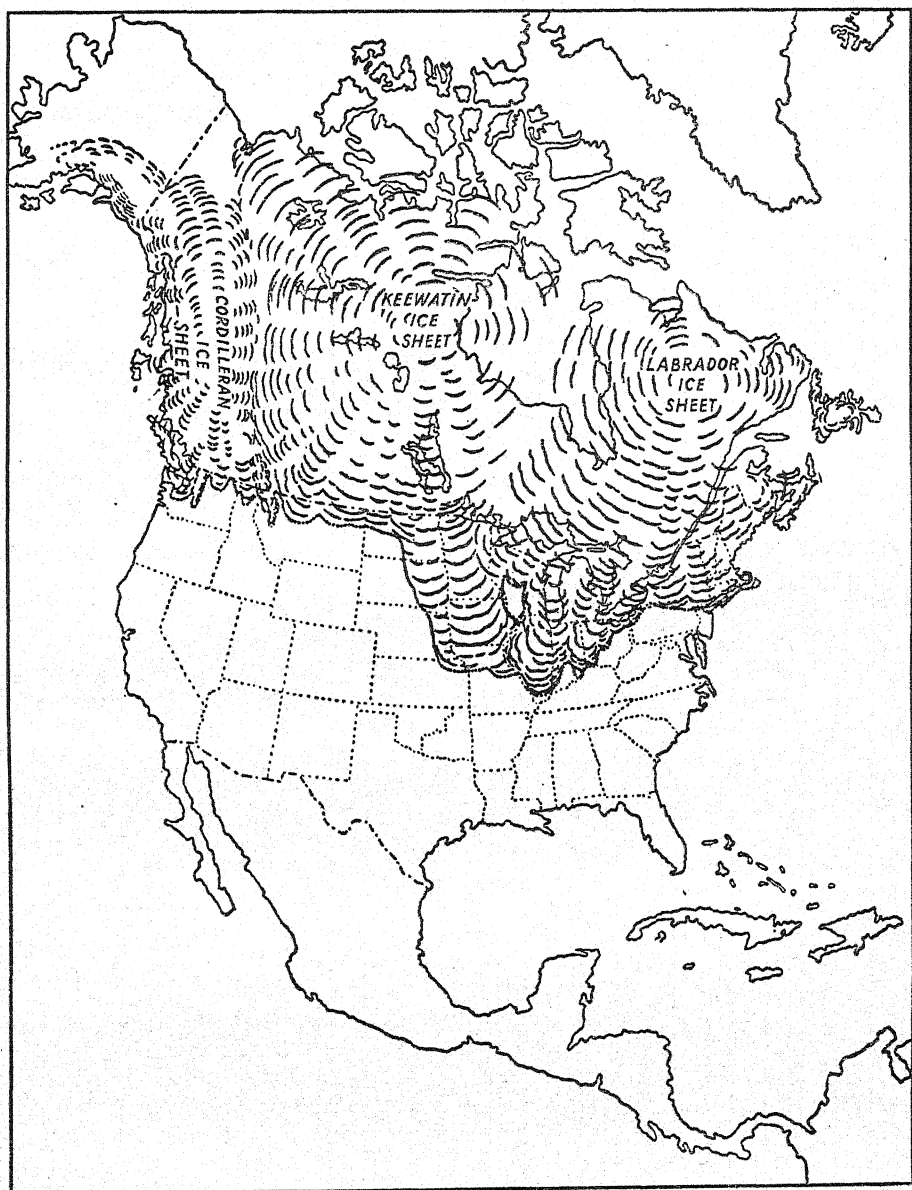 CORDILLERAN
ICE
SHEET
KEEWATIN
ICE
SHEET
LABRADOR
ICE
SHEET